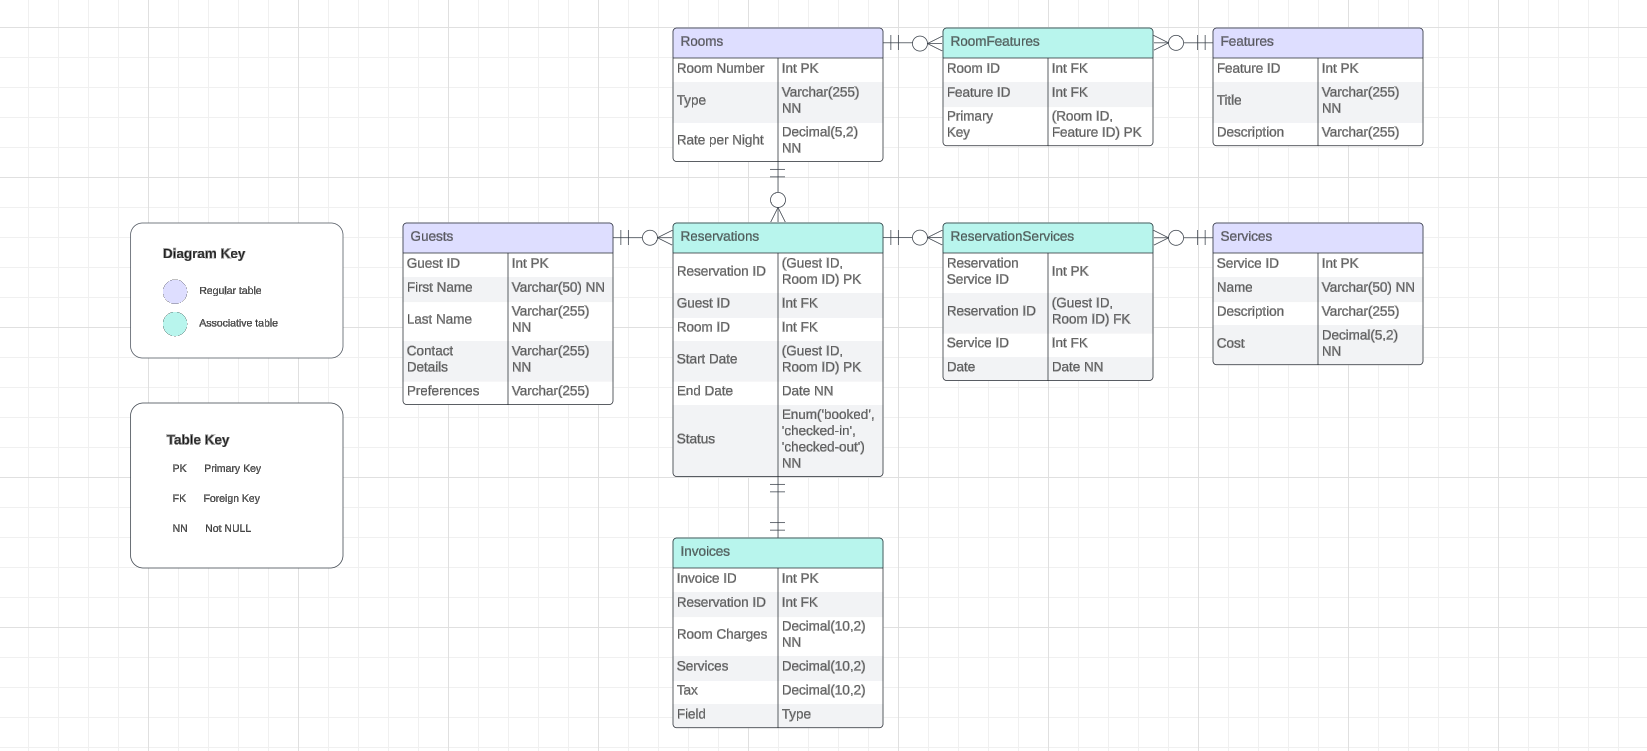 Rooms
Room Number Int PK
Type Varchar(255)
NN
Rate per Night Decimal(5,2)
NN
RoomFeatures
Room ID Int FK
Feature ID Int FK
Primary
Key
(Room ID,
Feature ID) PK
Features
Feature ID Int PK
Title Varchar(255)
NN
Description Varchar(255)
Diagram Key
Regular table
Associative table
Table Key
PK Primary Key
FK Foreign Key
NN Not NULL
Guests
Guest ID Int PK
First Name Varchar(50) NN
Last Name Varchar(255)
NN
Contact
Details
Varchar(255)
NN
Preferences Varchar(255)
Reservations
Reservation ID (Guest ID,
Room ID) PK
Guest ID Int FK
Room ID Int FK
Start Date (Guest ID,
Room ID) PK
End Date Date NN
Status Enum('booked',
'checked-in',
'checked-out')
NN
ReservationServices
Reservation
Service ID
Int PK
Reservation ID (Guest ID,
Room ID) FK
Service ID Int FK
Date Date NN
Services
Service ID Int PK
Name Varchar(50) NN
Description Varchar(255)
Cost Decimal(5,2)
NN
Invoices
Invoice ID Int PK
Reservation ID Int FK
Room Charges Decimal(10,2)
NN
Services Decimal(10,2)
Tax Decimal(10,2)
Field Type